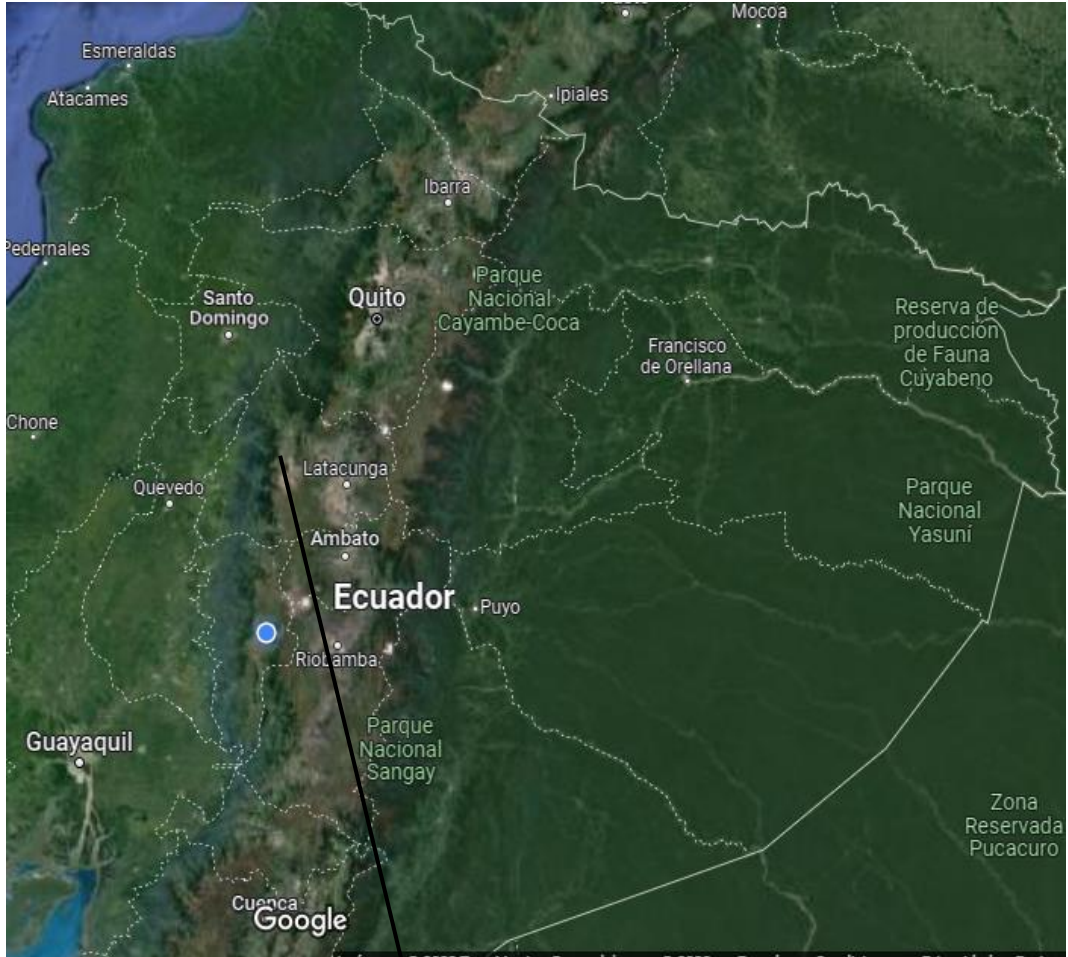 Mocoa
Esmeraldas
Atacames
Ipiales
Ibarra
Pedernales
Parque
Nacional
Cayambe-Coca
Santo
Domingo
Quito
Reserva de
producción
de Fauna
Cuyabeno
Francisco
de Orellana
Chone
Latacunga
Quevedo
Parque
Nacional
Yasuní
Ambato
Ecuador
Puyo
Riobamba
Guayaquil
Parque
Nacional
Sangay
Zona
Reservada
Pucacuro
Cuenca
Google